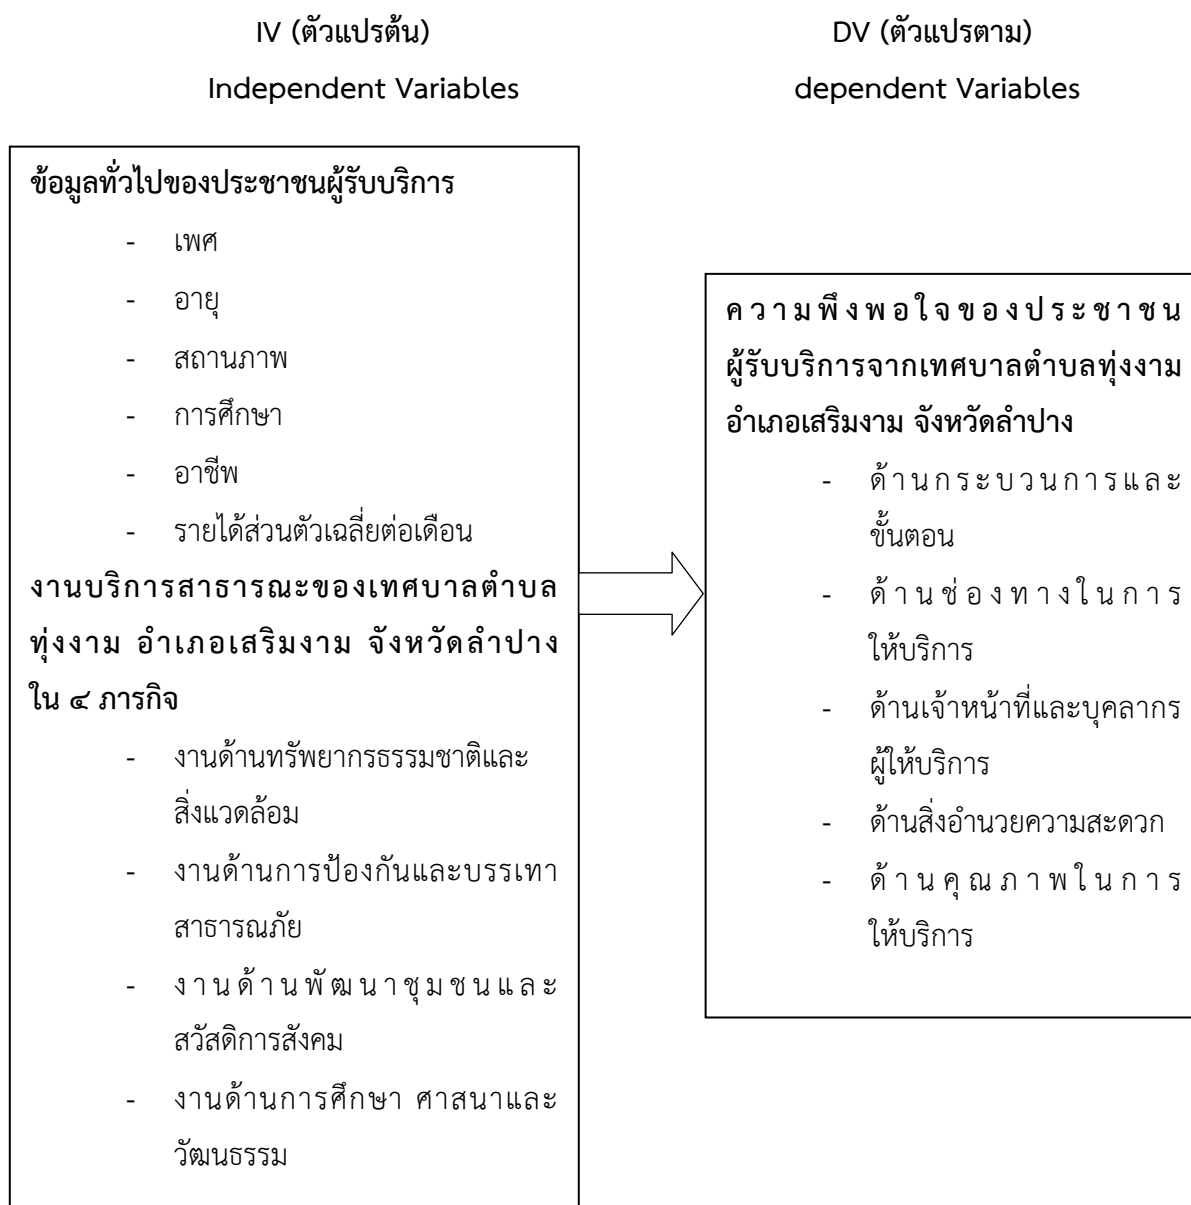 IV (ตัวแปรต้น)
Independent Variables
ข้อมูลทั่วไปของประชาชนผู้รับบริการ
- เพศ
- อายุ
- สถานภาพ
- การศึกษา
- อาชีพ
- รายได้ส่วนตัวเฉลี่ยต่อเดือน
งานบริการสาธารณะของเทศบาลตำบล
ทุ่งงาม อำเภอเสริมงาม จังหวัดลำปาง
ใน ๔ ภารกิจ
- งานด้านทรัพยากรธรรมชาติและ
สิ่งแวดล้อม
- งานด้านการป้องกันและบรรเทา
สาธารณภัย
- งานด้านพัฒนาชุมชนและ
สวัสดิการสังคม
- งานด้านการศึกษา ศาสนาและ
วัฒนธรรม
DV (ตัวแปรตาม)
dependent Variables
ความพึงพอใจของประชาชน
ผู้รับบริการจากเทศบาลตำบลทุ่งงาม
อำเภอเสริมงาม จังหวัดลำปาง
- ด้านกระบวนการและ
ขั้นตอน
- ด้านช่องทางในการ
ให้บริการ
- ด้านเจ้าหน้าที่และบุคลากร
ผู้ให้บริการ
- ด้านสิ่งอำนวยความสะดวก
- ด้านคุณภาพในการ
ให้บริการ